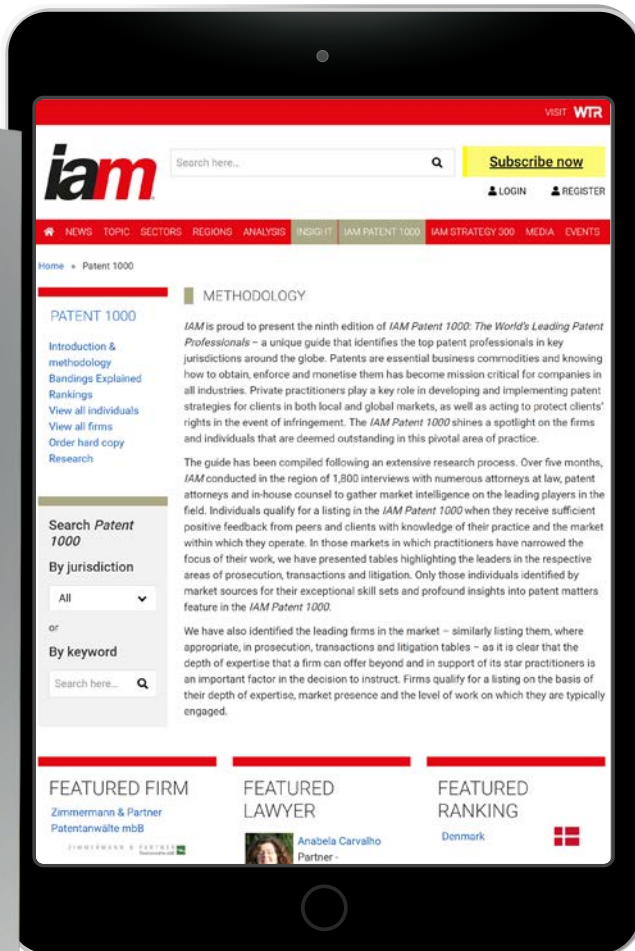 VISIT WTR
iam
Search here...
Subscribe now
LOGIN REGISTER
NEWS TOPIC SECTORS REGIONS ANALYSIS INSIGHT IAM PATENT 1000 IAM STRATEGY 300 MEDIA EVENTS
Home » Patent 1000
PATENT 1000
Introduction &
methodology
Bandings Explained
Rankings
View all individuals
View all firms
Order hard copy
Research
Search Patent
1000
By jurisdiction
All
or
By keyword
Search here...
METHODOLOGY
IAM is proud to present the ninth edition of IAM Patent 1000: The World's Leading Patent
Professionals – a unique guide that identifies the top patent professionals in key
jurisdictions around the globe. Patents are essential business commodities and knowing
how to obtain, enforce and monetise them has become mission critical for companies in
all industries. Private practitioners play a key role in developing and implementing patent
strategies for clients in both local and global markets, as well as acting to protect clients'
rights in the event of infringement. The IAM Patent 1000 shines a spotlight on the firms
and individuals that are deemed outstanding in this pivotal area of practice.
The guide has been compiled following an extensive research process. Over five months,
IAM conducted in the region of 1,800 interviews with numerous attorneys at law, patent
attorneys and in-house counsel to gather market intelligence on the leading players in the
field. Individuals qualify for a listing in the IAM Patent 1000 when they receive sufficient
positive feedback from peers and clients with knowledge of their practice and the market
within which they operate. In those markets in which practitioners have narrowed the
focus of their work, we have presented tables highlighting the leaders in the respective
areas of prosecution, transactions and litigation. Only those individuals identified by
market sources for their exceptional skill sets and profound insights into patent matters
feature in the IAM Patent 1000.
We have also identified the leading firms in the market – similarly listing them, where
appropriate, in prosecution, transactions and litigation tables – as it is clear that the
depth of expertise that a firm can offer beyond and in support of its star practitioners is
an important factor in the decision to instruct. Firms qualify for a listing on the basis of
their depth of expertise, market presence and the level of work on which they are typically
engaged.
FEATURED FIRM
Zimmermann & Partner
Patentanwälte mbB
ZIMMERMANN & PARTNER
FEATURED
LAWYER
Anabela Carvalho
Partner -
FEATURED
RANKING
Denmark